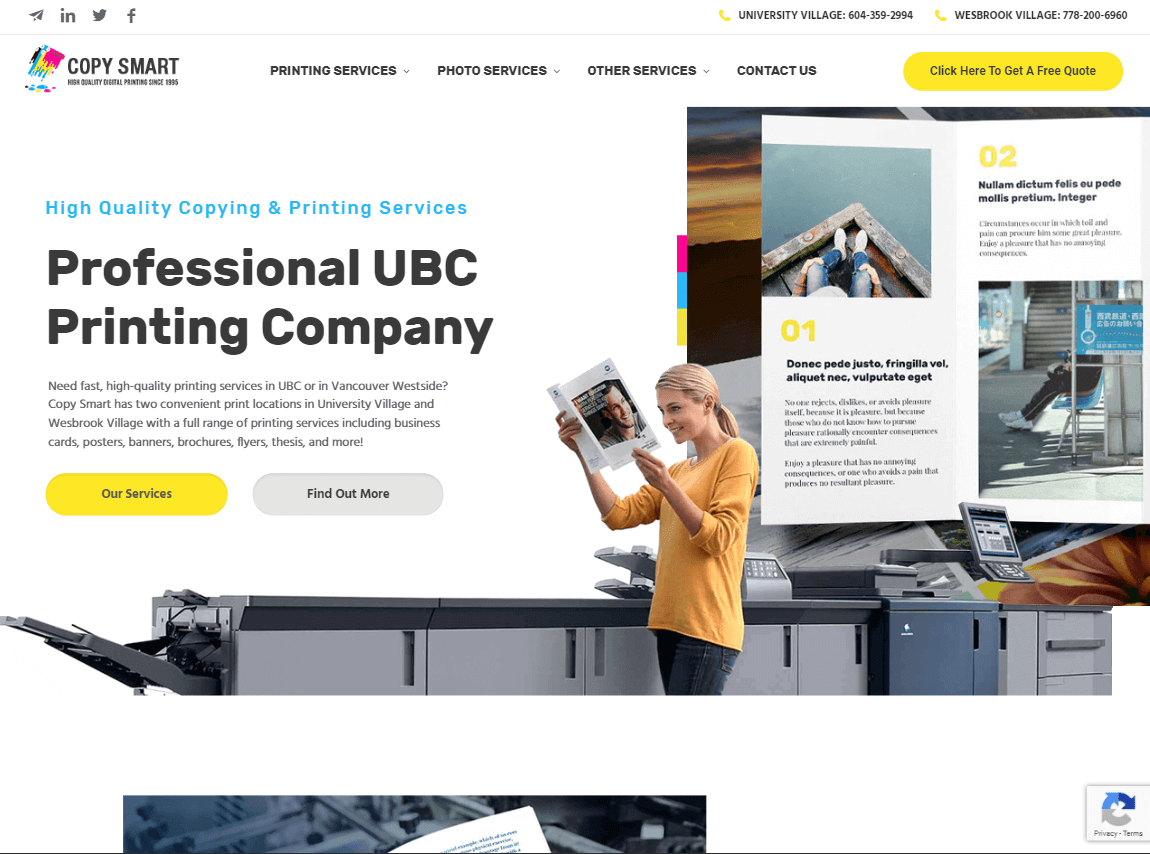 UNIVERSITY VILLAGE: 604-359-2994
WESBROOK VILLAGE: 778-200-6960
COPY SMART
HIGH QUALITY DIGITAL PRINTING SINCE 1995
PRINTING SERVICES
PHOTO SERVICES
OTHER SERVICES
CONTACT US
Click Here To Get A Free Quote
High Quality Copying & Printing Services
Professional UBC
Printing Company
Need fast, high-quality printing services in UBC or in Vancouver Westside?
Copy Smart has two convenient print locations in University Village and
Wesbrook Village with a full range of printing services including business
cards, posters, banners, brochures, flyers, thesis, and more!
Our Services
Find Out More
01
Donec pede justo, fringilla vel,
aliquet nec, vulputate eget
No one rejects, dislikes, or avoids pleasure
itself, because it is pleasure, but because
those who do not know how to pursue
pleasure rationally encounter consequences
that are extremely painful.
Enjoy a pleasure that has no annoying
consequences, or one who avoids a pain that
produces no resultant pleasure.
02
Nullam dictum felis eu pede
mollis pretium. Integer
Circumstances occur in which toil and
pain can procure him some great pleasure.
Enjoy a pleasure that has no annoying
consequences.
Privacy - Terms